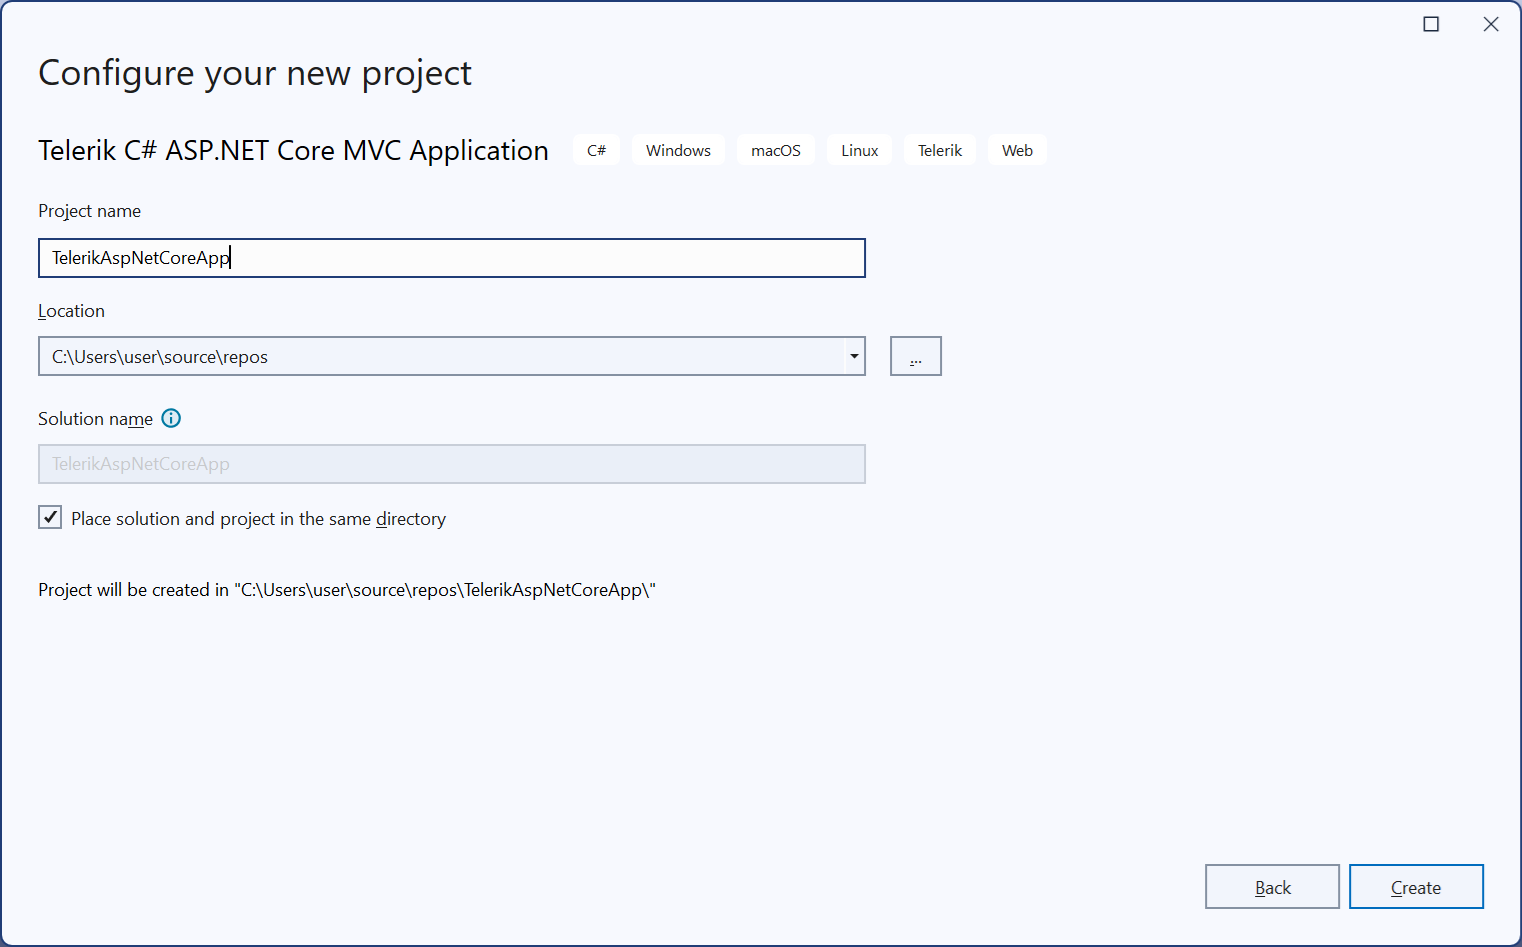 Configure your new project
Telerik C# ASP.NET Core MVC Application C# Windows macOS Linux Telerik Web
Project name
TelerikAspNetCoreApp
Location
C:\Users\user\source\repos ...
Solution name
TelerikAspNetCoreApp
Place solution and project in the same directory
Project will be created in "C:\Users\user\source\repos\TelerikAspNetCoreApp\"
Back Create